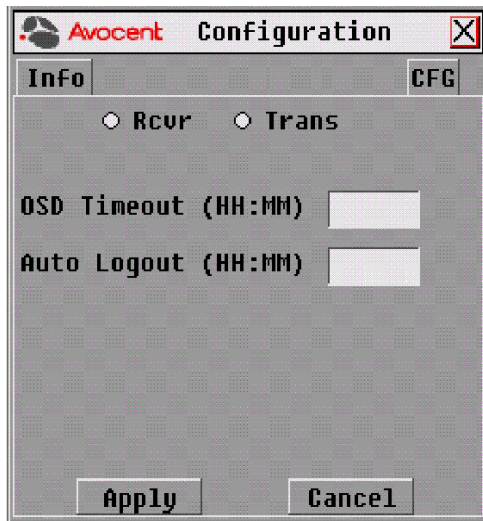 Avocent Configuration X
Info CFG
Rcvr Trans
OSD Timeout (HH:MM)
Auto Logout (HH:MM)
Apply Cancel